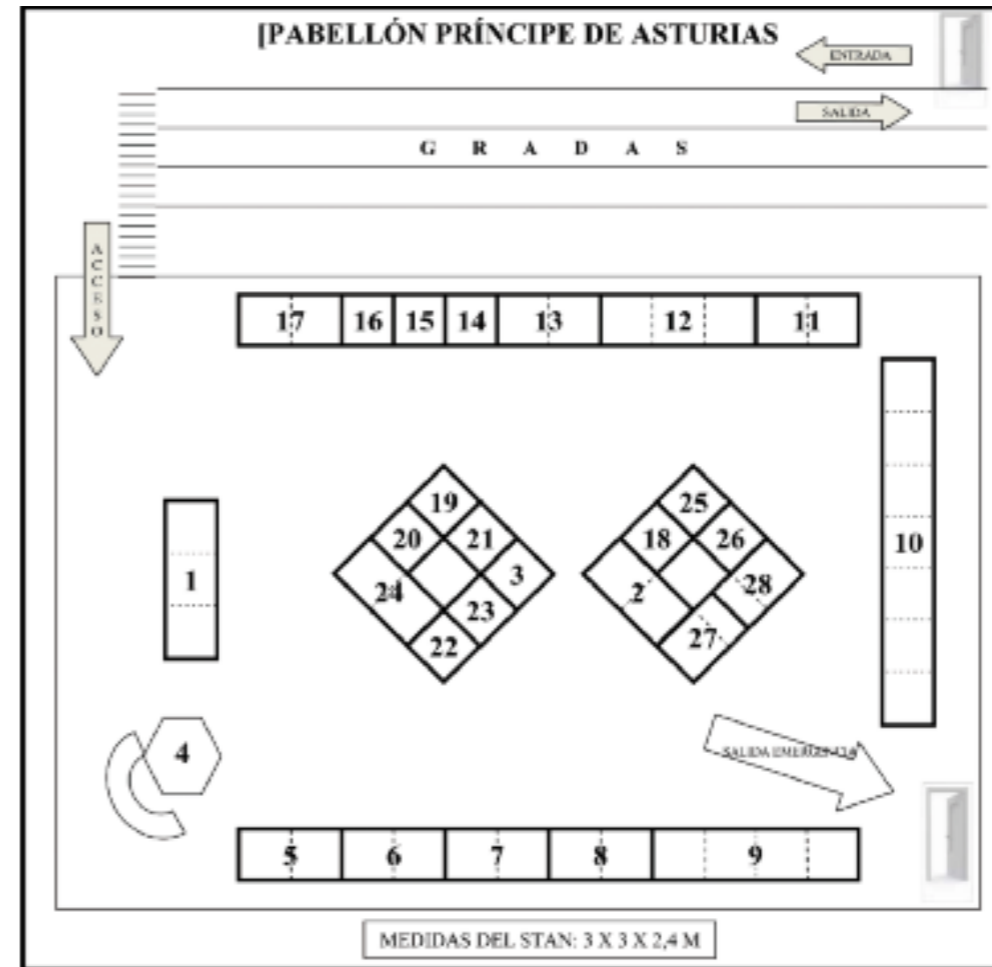 [PABELLÓN PRÍNCIPE DE ASTURIAS
ENTRADA
SALIDA
G R A D A S
ACCESO
17 16 15 14 13 12 11
19 25
20 21 18 26
1 24 3 2 28 10
23 27
22
4
SALIDA EMERGENCIA
5 6 7 8 9
MEDIDAS DEL STAN: 3 X 3 X 2,4 M